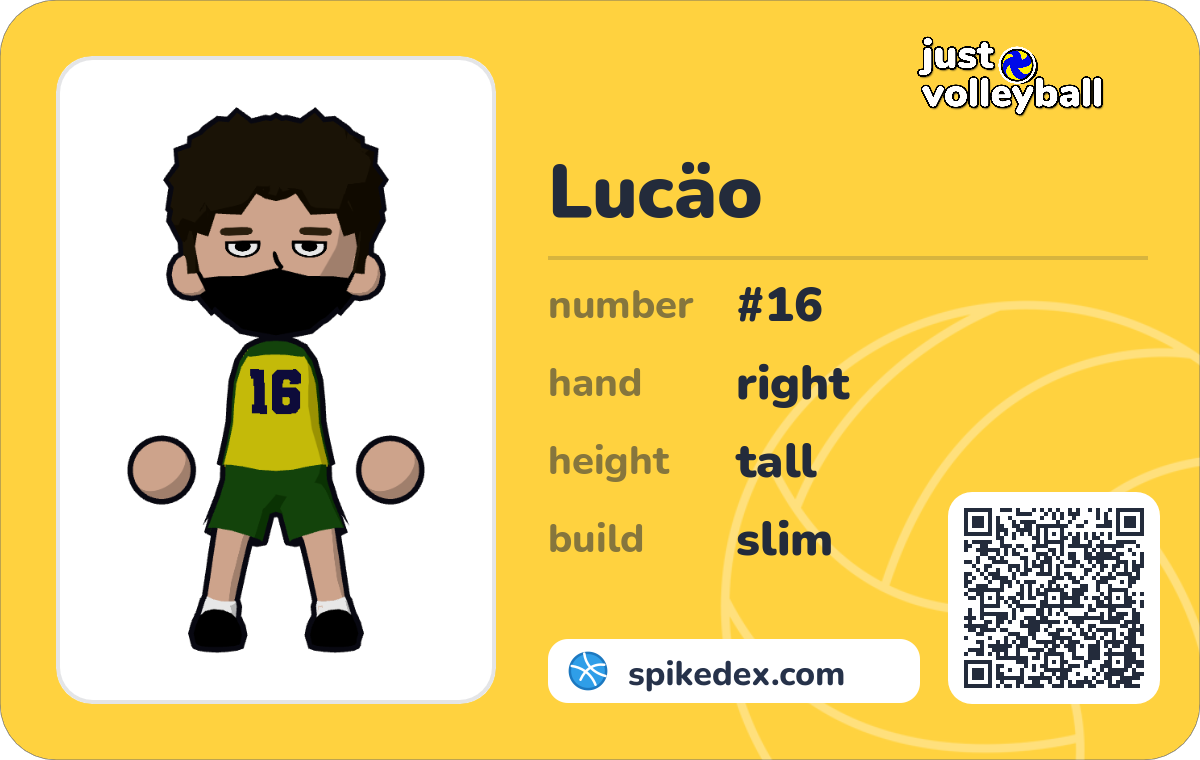 just
volleyball
Lucäo
number #16
hand right
height tall
build slim
16
spikedex.com